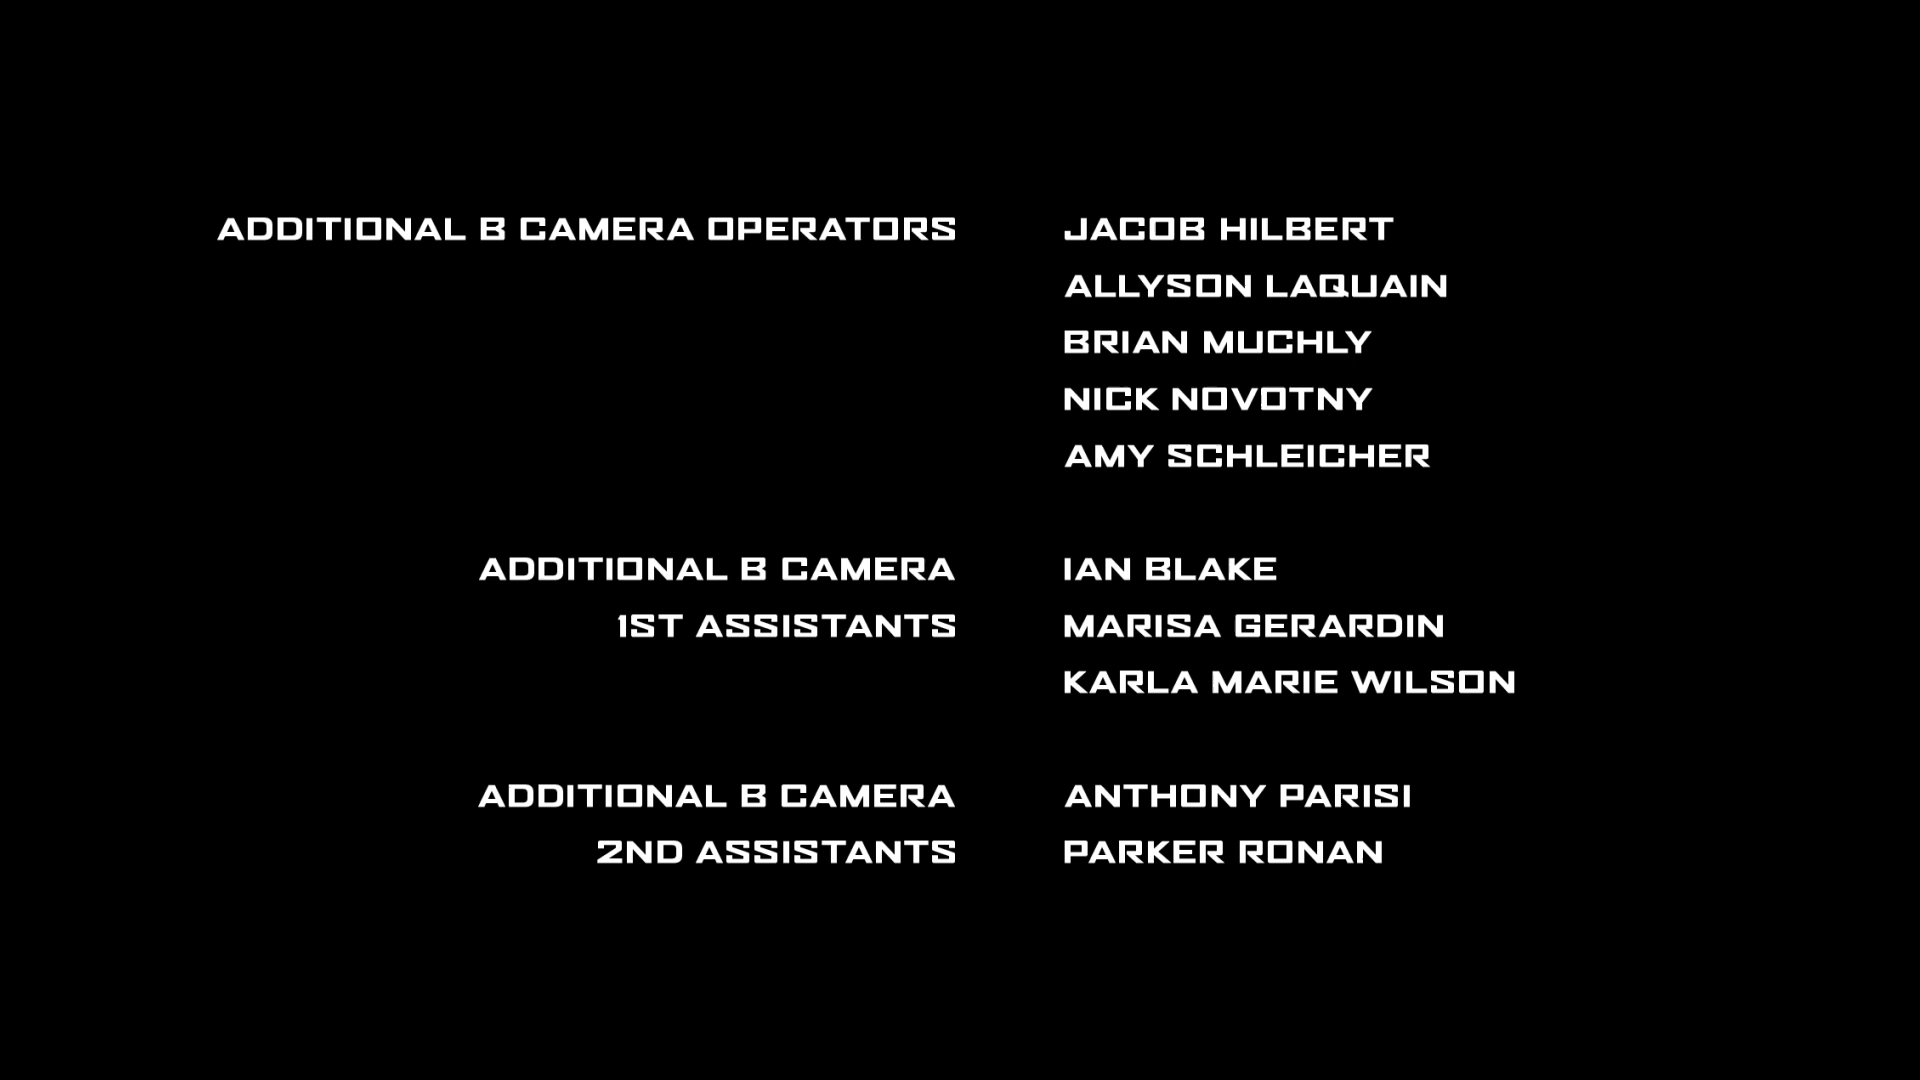 ADDITIONAL B CAMERA OPERATORS JACOB HILBERT
ALLYSON LAQUAIN
BRIAN MUCHLY
NICK NOVOTNY
AMY SCHLEICHER
ADDITIONAL B CAMERA IAN BLAKE
1ST ASSISTANTS MARISA GERARDIN
KARLA MARIE WILSON
ADDITIONAL B CAMERA ANTHONY PARISI
2ND ASSISTANTS PARKER RONAN